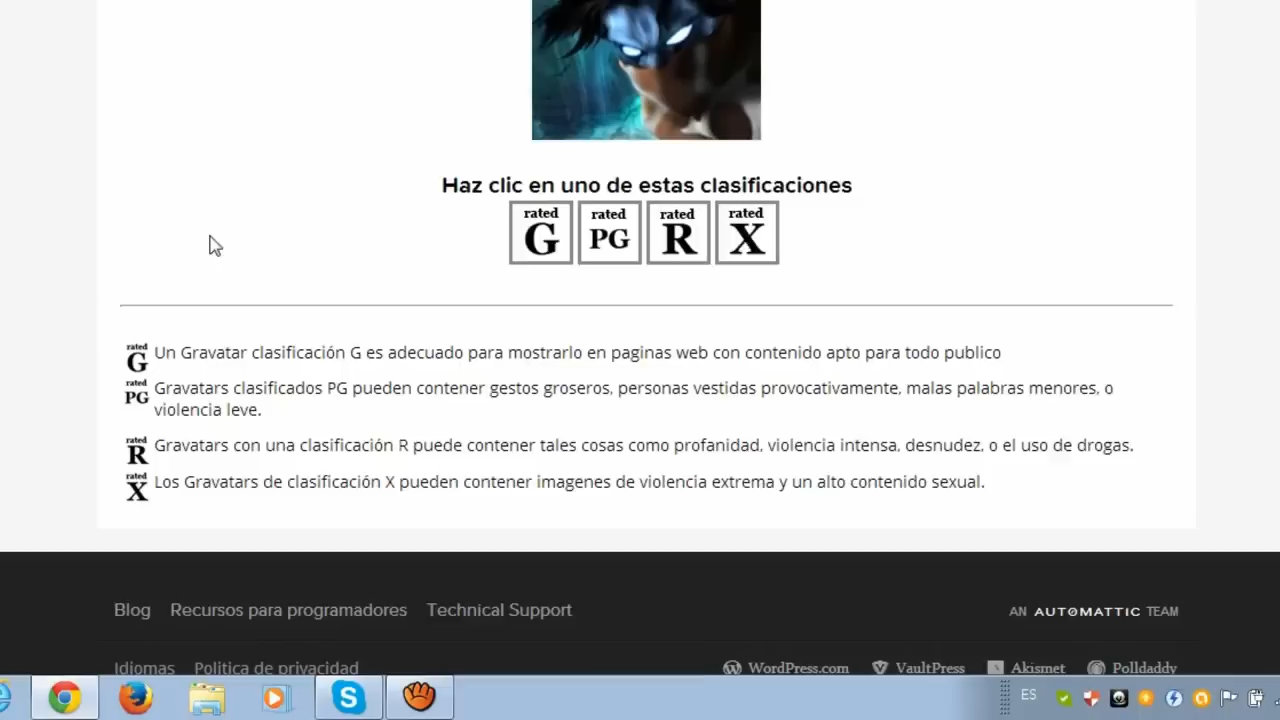 Haz clic en uno de estas clasificaciones
rated G rated PG rated R rated X
rated G Un Gravatar clasificación G es adecuado para mostrarlo en paginas web con contenido apto para todo publico
rated PG Gravatars clasificados PG pueden contener gestos groseros, personas vestidas provocativamente, malas palabras menores, o
violencia leve.
rated R Gravatars con una clasificación R puede contener tales cosas como profanidad, violencia intensa, desnudez, o el uso de drogas.
rated X Los Gravatars de clasificación X pueden contener imagenes de violencia extrema y un alto contenido sexual.
Blog Recursos para programadores Technical Support AN AUTOMATTIC TEAM
Idiomas Politica de privacidad WordPress.com VaultPress Akismet Polldaddy
ES